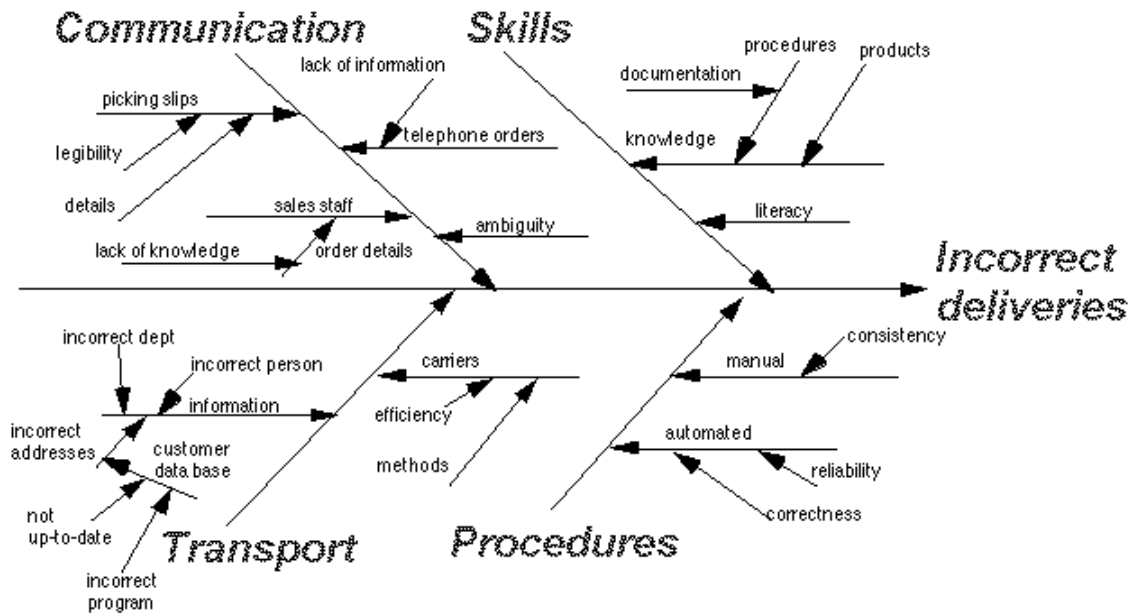 Communication
Skills
procedures
products
lack of information
documentation
picking slips
telephone orders
knowledge
legibility
details
sales staff
ambiguity
literacy
lack of knowledge
order details
Incorrect
deliveries
incorrect dept
incorrect person
carriers
manual
consistency
information
efficiency
incorrect
addresses
customer
data base
automated
methods
reliability
not
up-to-date
correctness
Transport
Procedures
incorrect
program